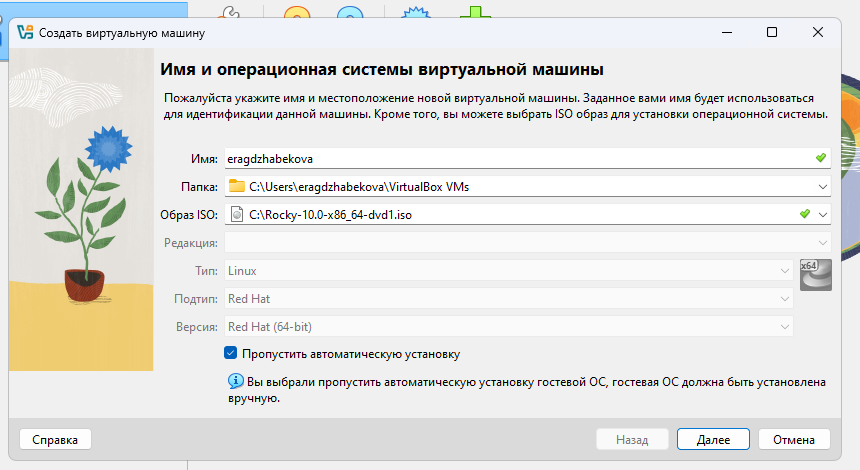 Создать виртуальную машину
Имя и операционная системы виртуальной машины
Пожалуйста укажите имя и местоположение новой виртуальной машины. Заданное вами имя будет использоваться
для идентификации данной машины. Кроме того, вы можете выбрать ISO образ для установки операционной системы.
Имя: eragdzhabekova
Папка: C:\Users\eragdzhabekova\VirtualBox VMs
Образ ISO: C:\Rocky-10.0-x86_64-dvd1.iso
Редакция:
Тип: Linux
x64
Подтип: Red Hat
Версия: Red Hat (64-bit)
Пропустить автоматическую установку
Вы выбрали пропустить автоматическую установку гостевой ОС, гостевая ОС должна быть установлена
вручную.
Справка Назад Далее Отмена